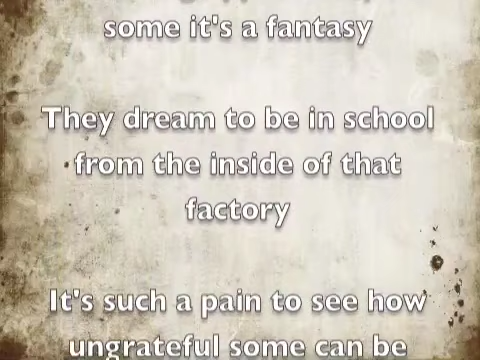 some it's a fantasy
They dream to be in school
from the inside of that
factory
It's such a pain to see how
ungrateful some can be